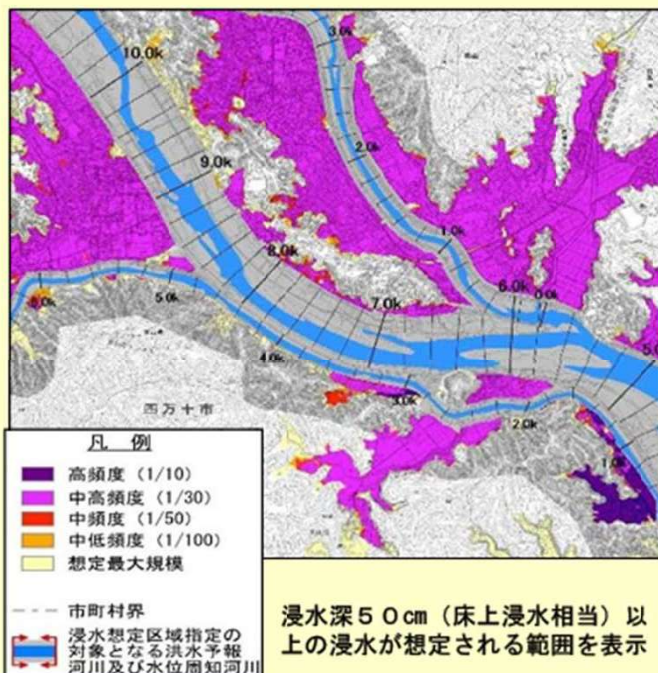 3.0k
10.0k
2.0k
9.0k
1.0k
8.0k
6.0k
0.0k
7.0k
5.0k
4.0k
3.0k
2.0k
1.0k
四万十市
凡 例
高頻度 (1/10)
中高頻度 (1/30)
中頻度 (1/50)
中低頻度 (1/100)
想定最大規模
市町村界
浸水想定区域指定の
対象となる洪水予報
河川及び水位周知河川
浸水深50cm（床上浸水相当）以
上の浸水が想定される範囲を表示